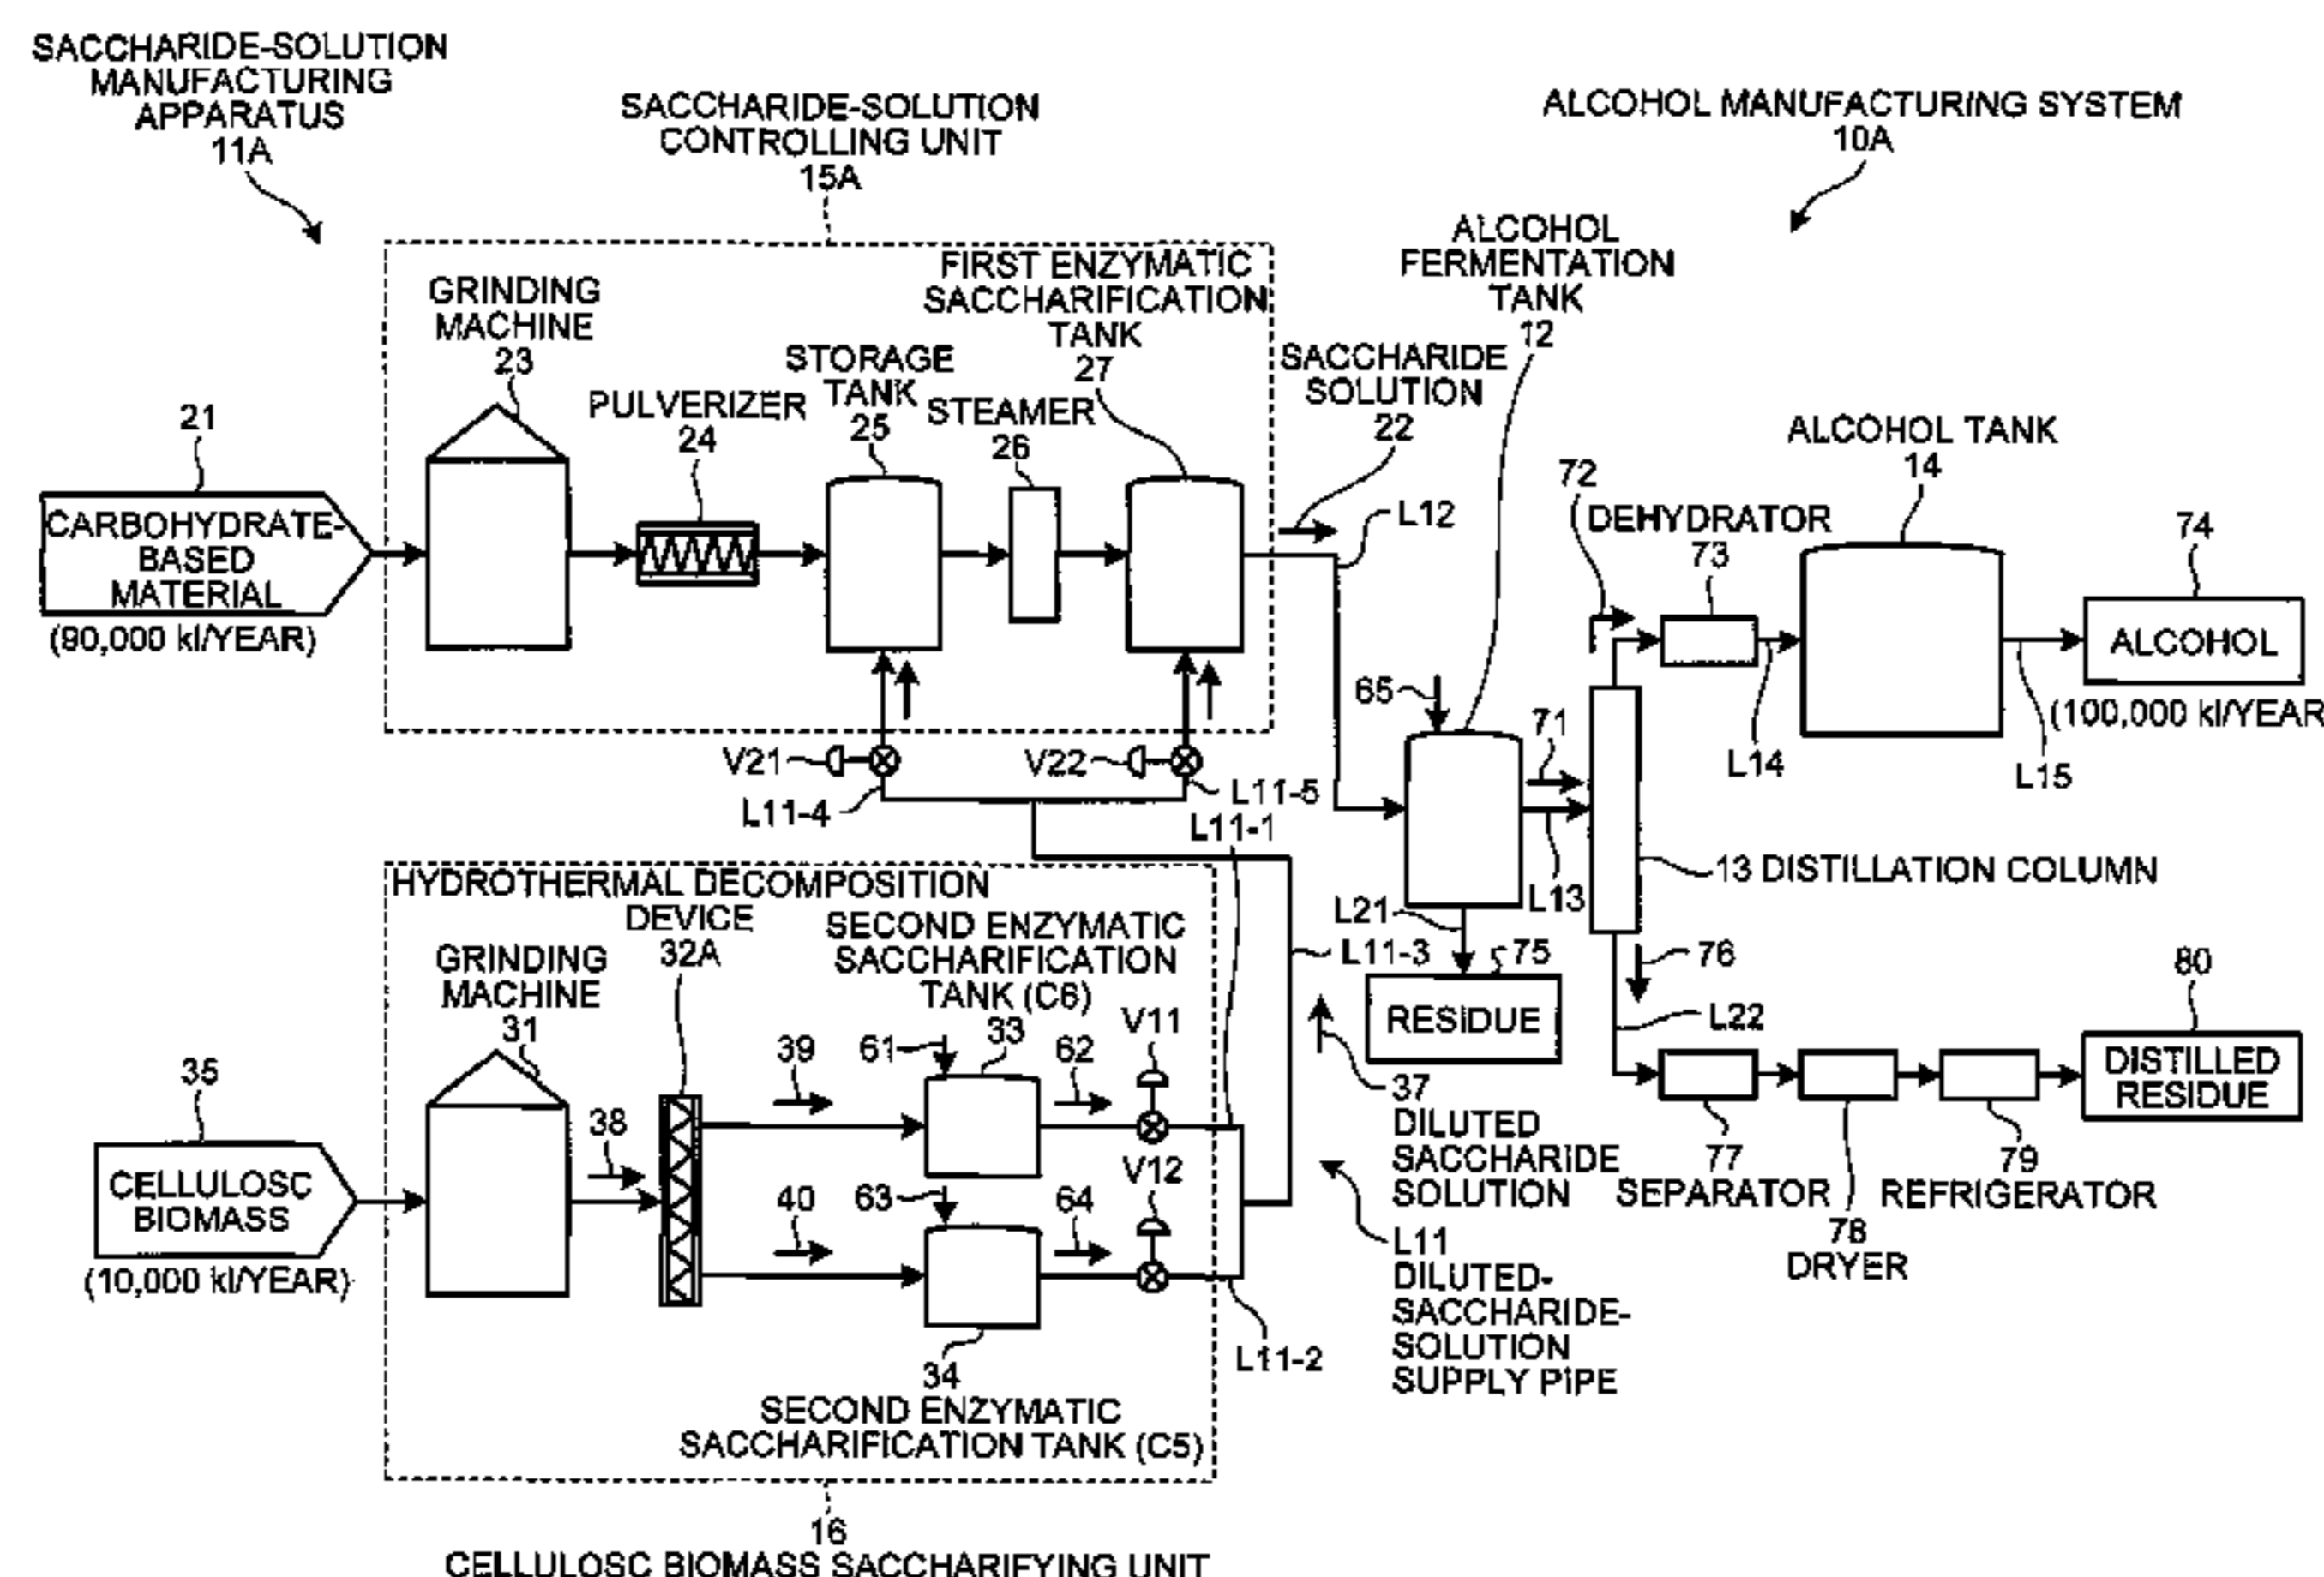 SACCHARIDE-SOLUTION
MANUFACTURING
APPARATUS
11A
SACCHARIDE-SOLUTION
CONTROLLING UNIT
15A
ALCOHOL MANUFACTURING SYSTEM
10A
GRINDING
MACHINE
23
PULVERIZER
24
STORAGE
TANK
25
STEAMER
26
FIRST ENZYMATIC
SACCHARIFICATION
TANK
27
SACCHARIDE
SOLUTION
22
ALCOHOL
FERMENTATION
TANK
12
21
CARBOHYDRATE-
BASED
MATERIAL
(90,000 kl/YEAR)
L12
72
DEHYDRATOR
73
ALCOHOL TANK
14
74
ALCOHOL
(100,000 kl/YEAR
L14
L15
65
71
L13
13 DISTILLATION COLUMN
V21
V22
L11-4
L11-5
L11-1
L21
L11-3
75
RESIDUE
76
L22
HYDROTHERMAL DECOMPOSITION
DEVICE
32A
GRINDING
MACHINE
31
SECOND ENZYMATIC
SACCHARIFICATION
TANK (C6)
33
35
CELLULOSC
BIOMASS
(10,000 kl/YEAR)
38
39
61
62
V11
40
63
64
V12
34
SECOND ENZYMATIC
SACCHARIFICATION TANK (C5)
L11-2
37
DILUTED
SACCHARIDE
SOLUTION
L11
DILUTED-
SACCHARIDE-
SOLUTION
SUPPLY PIPE
77
SEPARATOR
78
DRYER
79
REFRIGERATOR
80
DISTILLED
RESIDUE
16
CELLULOSC BIOMASS SACCHARIFYING UNIT